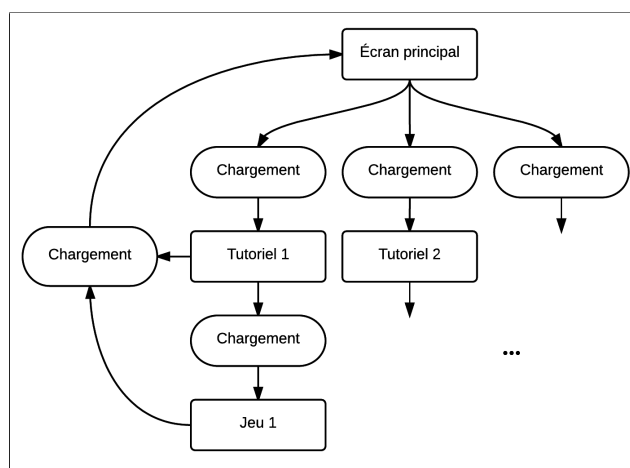 Écran principal
Chargement
Chargement
Chargement
Chargement
Tutoriel 1
Tutoriel 2
Chargement
...
Jeu 1